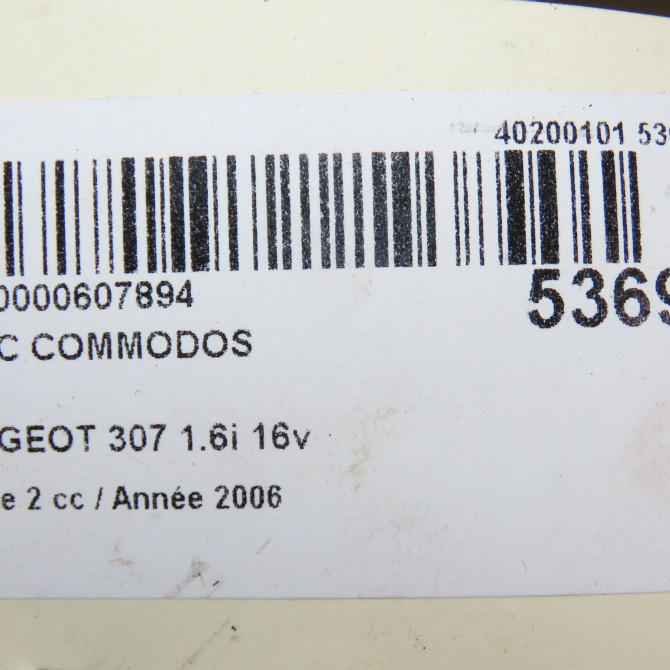 40200101 53
0000607894
5369
C COMMODOS
GEOT 307 1.6i 16v
e 2 cc / Année 2006